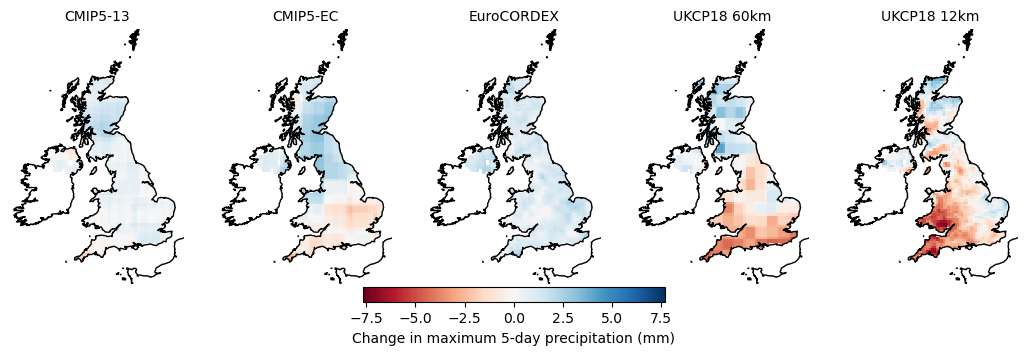 CMIP5-13 CMIP5-EC EuroCORDEX UKCP18 60km UKCP18 12km
−7.5 −5.0 −2.5 0.0 2.5 5.0 7.5
Change in maximum 5-day precipitation (mm)